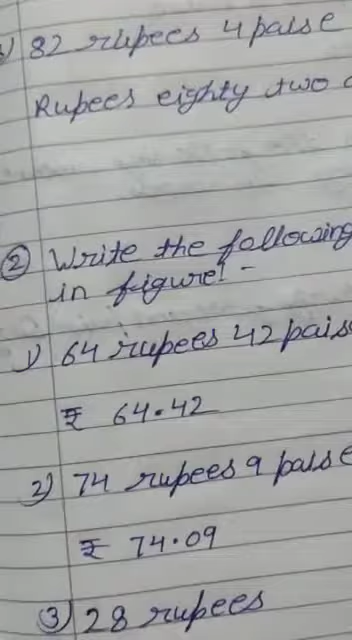 82 rupees 4 paise
Rupees eighty two
② Write the following
in figure! -
1) 64 rupees 42 pais
₹ 64.42
2) 74 rupees 9 paise
₹ 74.09
③ 28 rupees